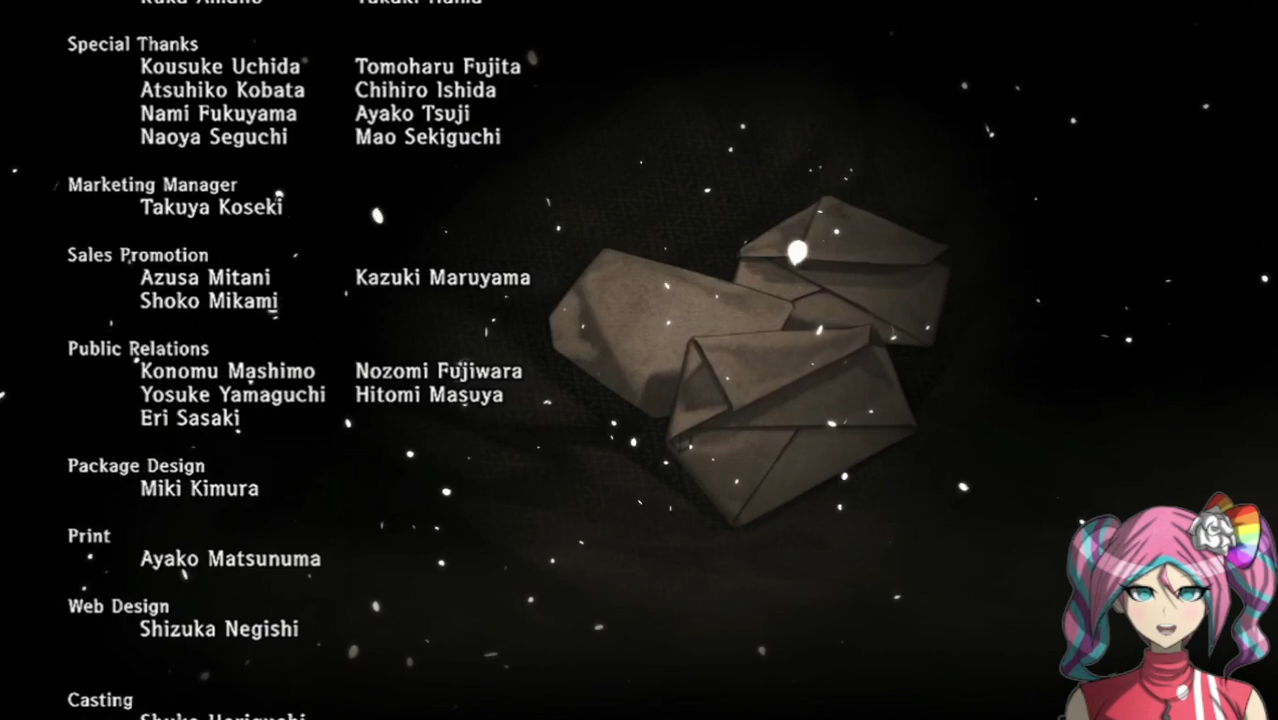 Special Thanks
Kousuke Uchida Tomoharu Fujita
Atsuhiko Kobata Chihiro Ishida
Nami Fukuyama Ayako Tsuji
Naoya Seguchi Mao Sekiguchi
Marketing Manager
Takuya Koseki
Sales Promotion
Azusa Mitani Kazuki Maruyama
Shoko Mikami
Public Relations
Konomu Mashimo Nozomi Fujiwara
Yosuke Yamaguchi Hitomi Masuya
Eri Sasaki
Package Design
Miki Kimura
Print
Ayako Matsunuma
Web Design
Shizuka Negishi
Casting